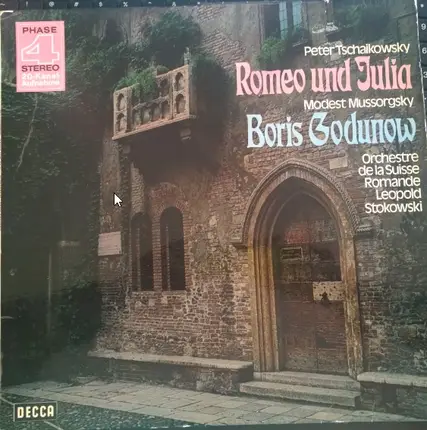 PHASE
4
STEREO
20-Kanal-
Aufnahme
Peter Tschaikowsky
Romeo und Julia
Modest Mussorgsky
Boris Godunow
Orchestre
de la Suisse
Romande
Leopold
Stokowski
DECCA